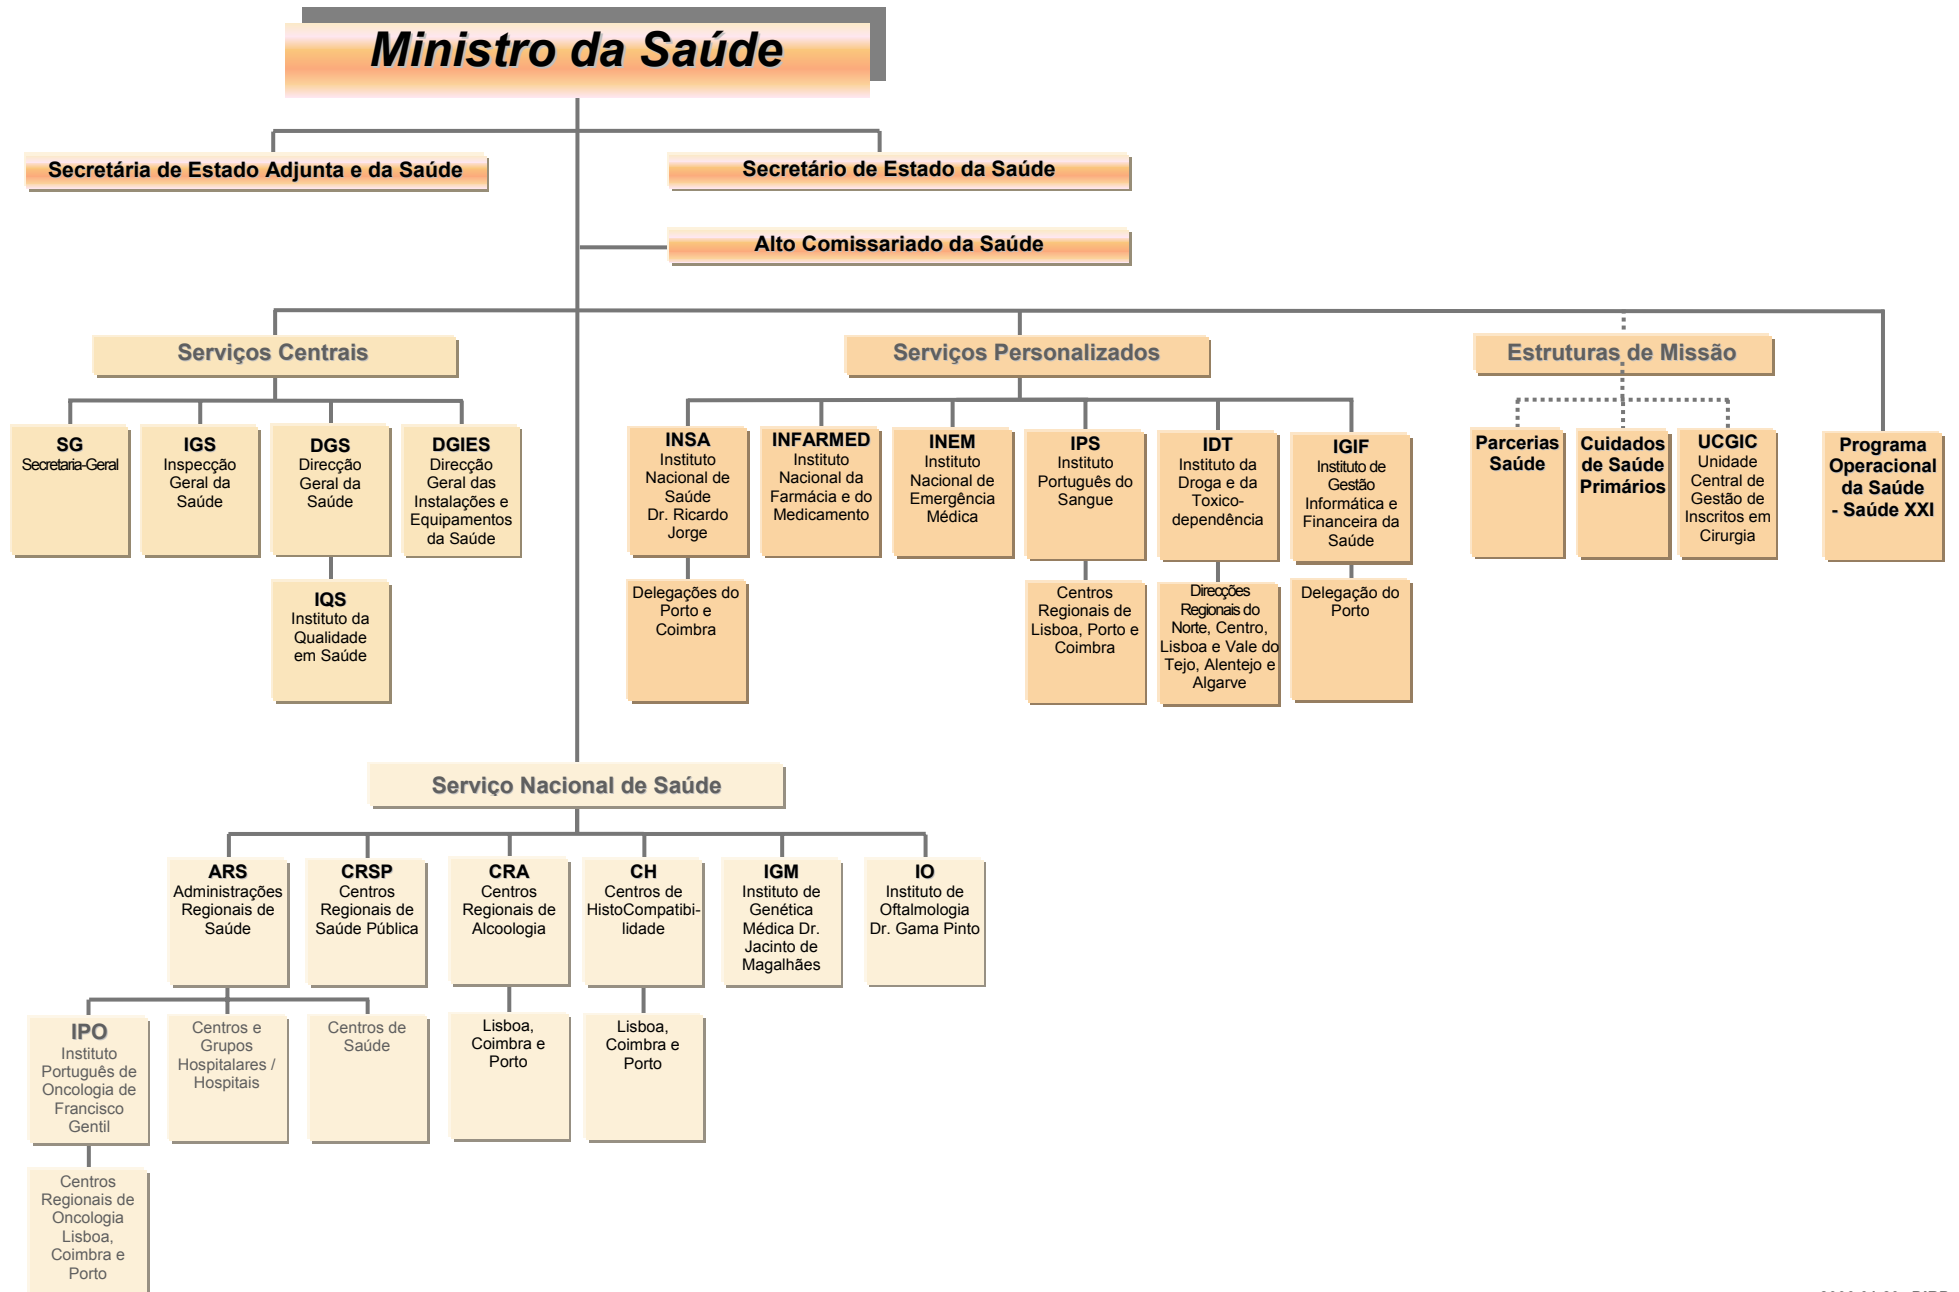 Ministro da Saúde
Secretária de Estado Adjunta e da Saúde
Secretário de Estado da Saúde
Alto Comissariado da Saúde
Serviços Centrais
Serviços Personalizados
Estruturas de Missão
SG
Secretaria-Geral
IGS
Inspecção
Geral da
Saúde
DGS
Direcção
Geral da
Saúde
DGIES
Direcção
Geral das
Instalações e
Equipamentos
da Saúde
INSA
Instituto
Nacional de
Saúde
Dr. Ricardo
Jorge
INFARMED
Instituto
Nacional da
Farmácia e do
Medicamento
INEM
Instituto
Nacional de
Emergência
Médica
IPS
Instituto
Português do
Sangue
IDT
Instituto da
Droga e da
Toxico-
dependência
IGIF
Instituto de
Gestão
Informática e
Financeira da
Saúde
Parcerias
Saúde
Cuidados
de Saúde
Primários
UCGIC
Unidade
Central de
Gestão de
Inscritos em
Cirurgia
Programa
Operacional
da Saúde
- Saúde XXI
IQS
Instituto da
Qualidade
em Saúde
Delegações do
Porto e
Coimbra
Centros
Regionais de
Lisboa, Porto e
Coimbra
Direcções
Regionais do
Norte, Centro,
Lisboa e Vale do
Tejo, Alentejo e
Algarve
Delegação do
Porto
Serviço Nacional de Saúde
ARS
Administrações
Regionais de
Saúde
CRSP
Centros
Regionais de
Saúde Pública
CRA
Centros
Regionais de
Alcoologia
CH
Centros de
HistoCompatibi-
lidade
IGM
Instituto de
Genética
Médica Dr.
Jacinto de
Magalhães
IO
Instituto de
Oftalmologia
Dr. Gama Pinto
IPO
Instituto
Português de
Oncologia de
Francisco
Gentil
Centros e
Grupos
Hospitalares /
Hospitais
Centros de
Saúde
Lisboa,
Coimbra e
Porto
Lisboa,
Coimbra e
Porto
Centros
Regionais de
Oncologia
Lisboa,
Coimbra e
Porto